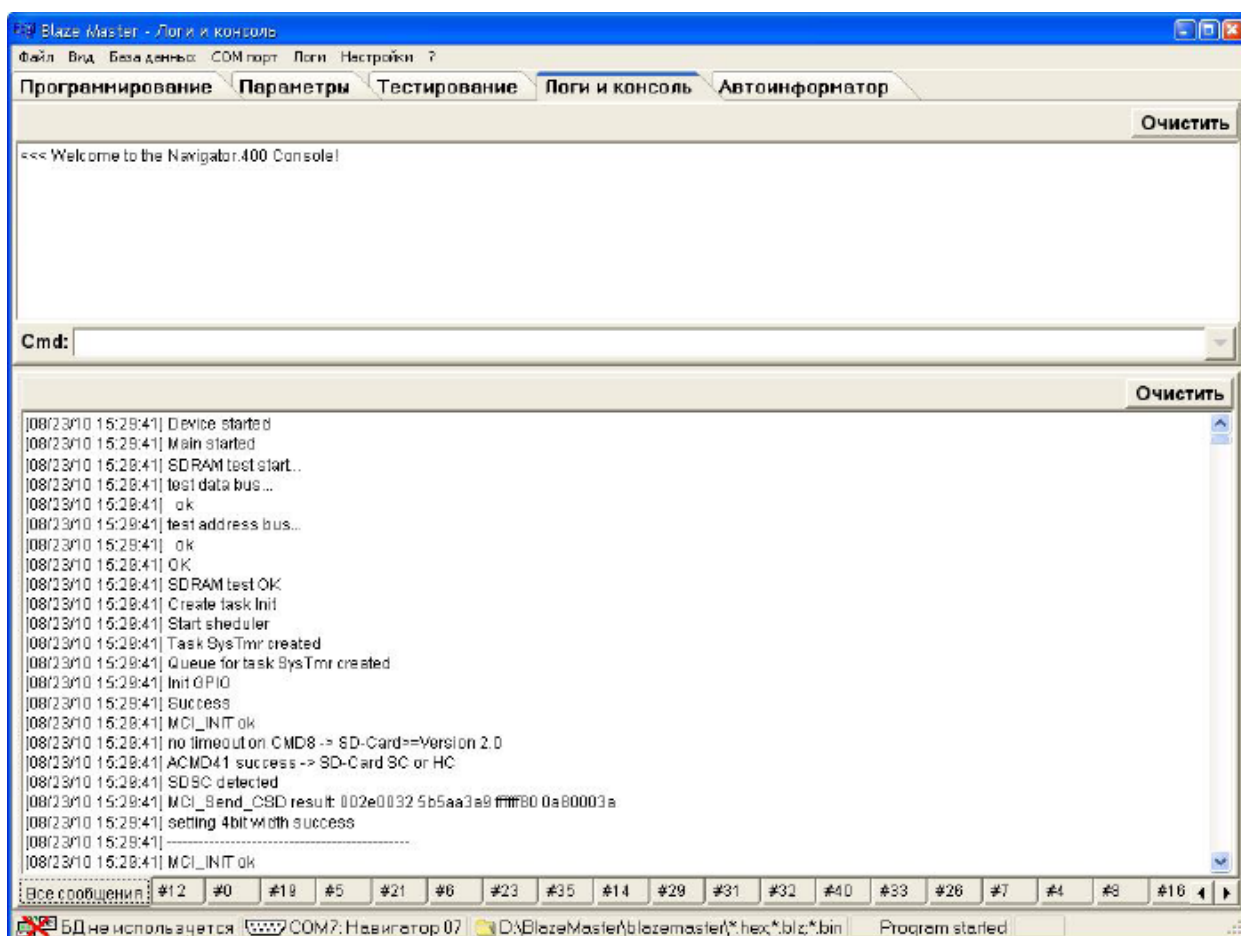 Blaze Master - Логи и консоль
Файл Вид База данных COM порт Логи Настройки ?
Программирование Параметры Тестирование Логи и консоль Автоинформатор
Очистить
<<< Welcome to the Navigator.400 Console!
Cmd:
Очистить
[08/23/10 15:29:41] Device started
[08/23/10 15:29:41] Main started
[08/23/10 15:29:41] SDRAM test start...
[08/23/10 15:29:41] test data bus...
[08/23/10 15:29:41] ok
[08/23/10 15:29:41] test address bus...
[08/23/10 15:29:41] ok
[08/23/10 15:29:41] OK
[08/23/10 15:29:41] SDRAM test OK
[08/23/10 15:29:41] Create task Init
[08/23/10 15:29:41] Start sheduler
[08/23/10 15:29:41] Task SysTmr created
[08/23/10 15:29:41] Queue for task SysTmr created
[08/23/10 15:29:41] Init GPIO
[08/23/10 15:29:41] Success
[08/23/10 15:29:41] MCI_INIT ok
[08/23/10 15:29:41] no timeout on CMD8 -> SD-Card>=Version 2.0
[08/23/10 15:29:41] ACMD41 success -> SD-Card SC or HC
[08/23/10 15:29:41] SDSC detected
[08/23/10 15:29:41] MCI_Send_CSD result: 002e0032 5b5aa3a9 ffffff80 0a80003a
[08/23/10 15:29:41] setting 4bit width success
[08/23/10 15:29:41] -----------------------------------------------
[08/23/10 15:29:41] MCI_INIT ok
Все сообщения #12 #0 #19 #5 #21 #6 #23 #35 #14 #29 #31 #32 #40 #33 #26 #7 #4 #8 #16
БД не используется COM7: Навигатор 07 D:\BlazeMaster\blazemaster\*.hex;*.blz;*.bin Program started